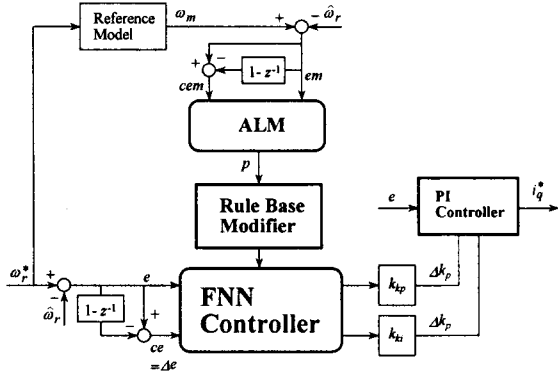 Reference
Model
ω_m
+
− ω̂_r
+
−
−
1- z⁻¹
cem
em
ALM
p
Rule Base
Modifier
e
PI
Controller
i_q*
ω_r*
+
−
ω̂_r
e
1- z⁻¹
+
−
ce
=Δe
FNN
Controller
k_kp
Δk_p
k_ki
Δk_p